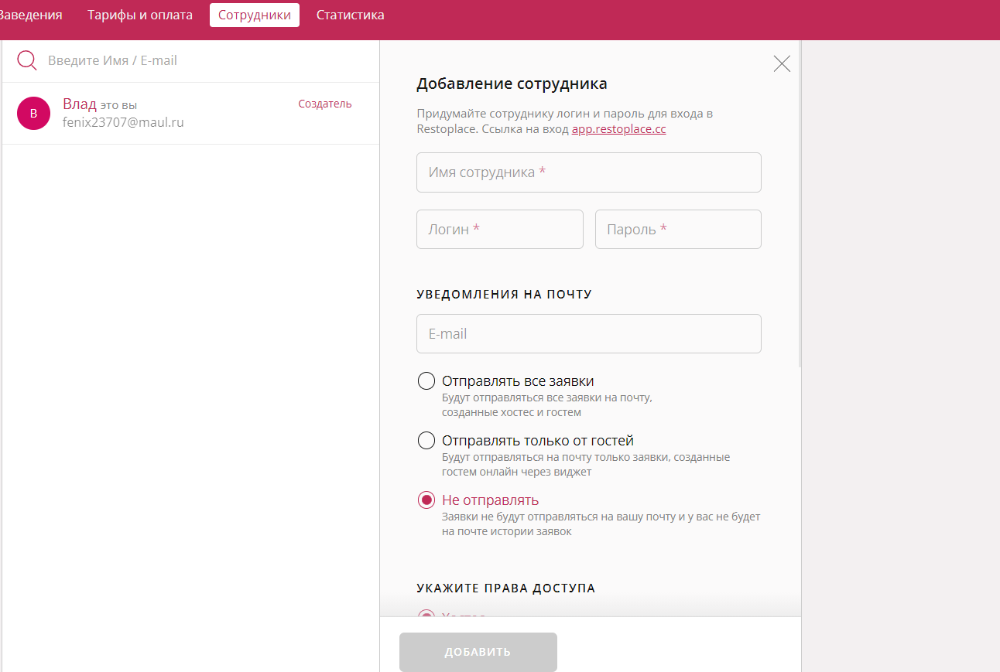 Заведения Тарифы и оплата Сотрудники Статистика
Введите Имя / E-mail
В
Влад это вы
Создатель
fenix23707@maul.ru
Добавление сотрудника
Придумайте сотруднику логин и пароль для входа в
Restoplace. Ссылка на вход app.restoplace.cc
Имя сотрудника *
Логин *
Пароль *
УВЕДОМЛЕНИЯ НА ПОЧТУ
E-mail
Отправлять все заявки
Будут отправляться все заявки на почту,
созданные хостес и гостем
Отправлять только от гостей
Будут отправляться на почту только заявки, созданные
гостем онлайн через виджет
Не отправлять
Заявки не будут отправляться на вашу почту и у вас не будет
на почте истории заявок
УКАЖИТЕ ПРАВА ДОСТУПА
Хостес
ДОБАВИТЬ